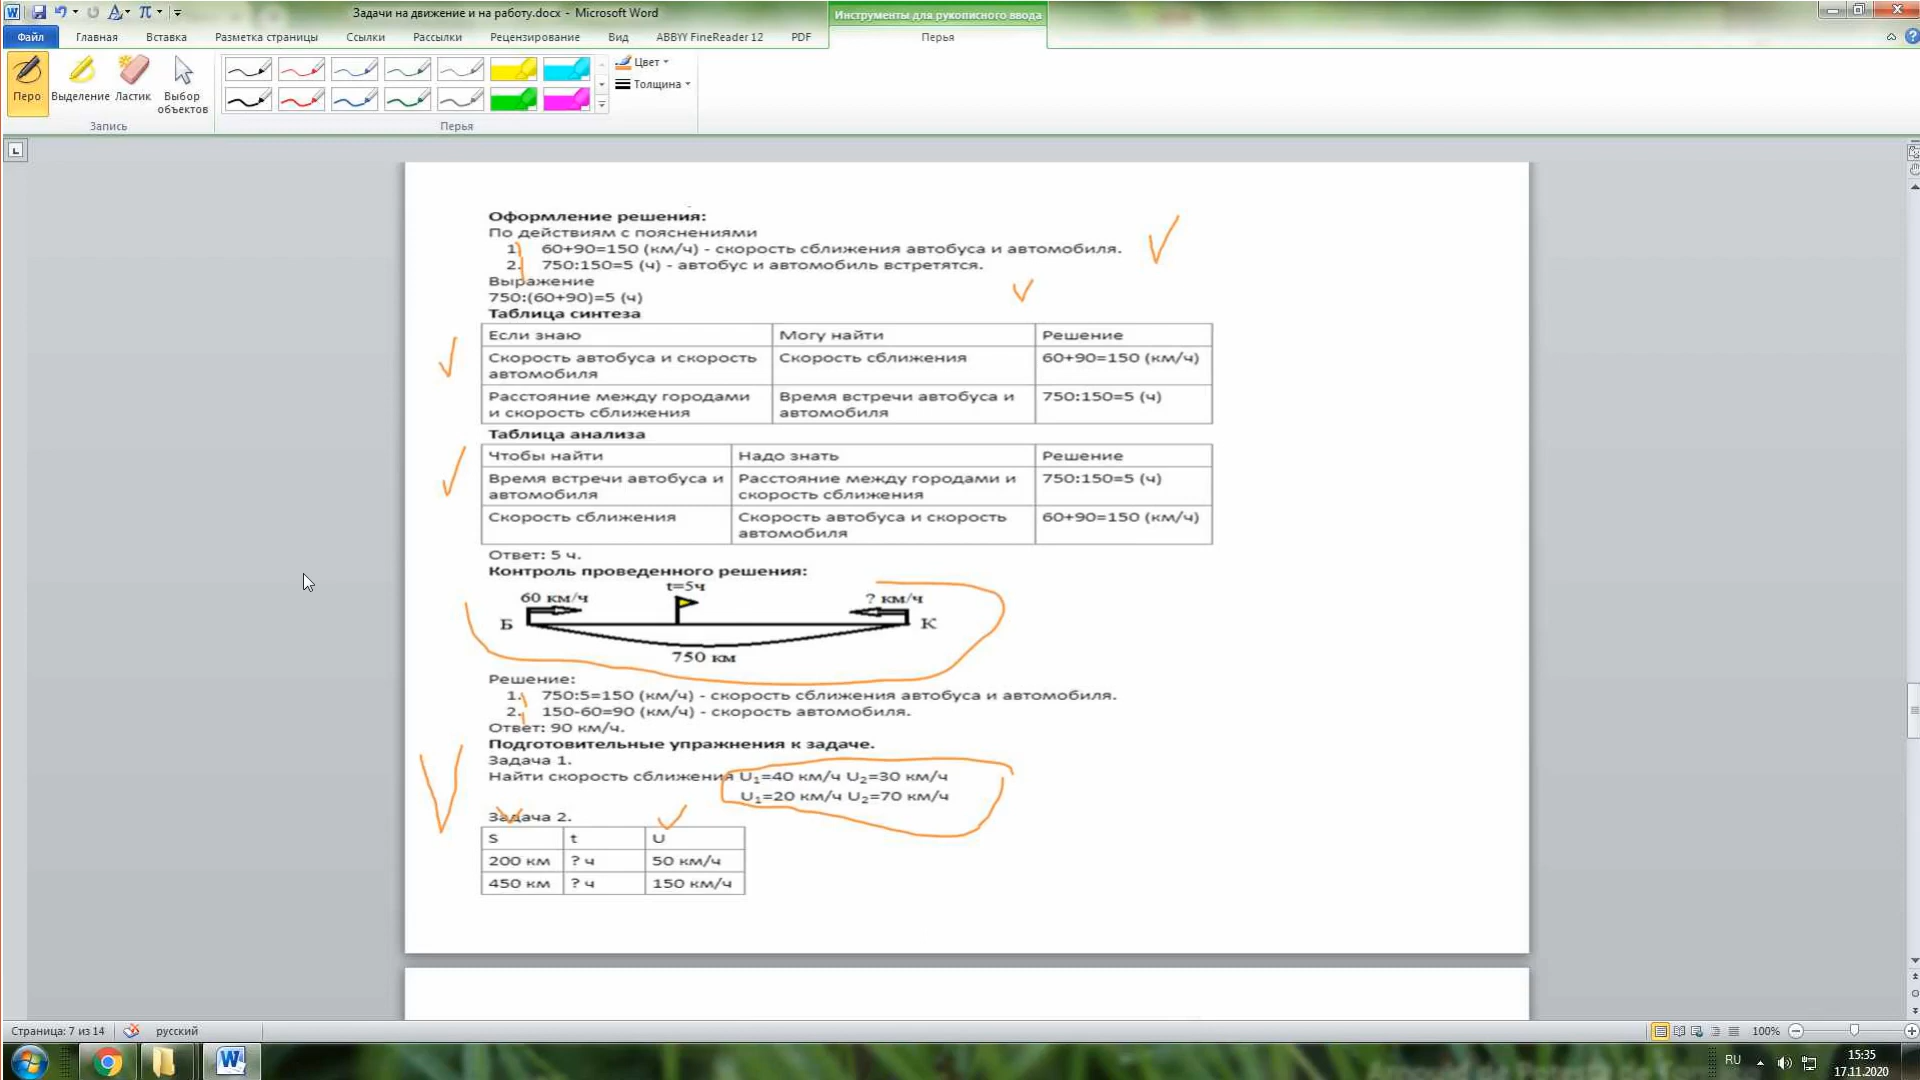 Задачи на движение и на работу.docx - Microsoft Word
Инструменты для рукописного ввода
Файл Главная Вставка Разметка страницы Ссылки Рассылки Рецензирование Вид ABBYY FineReader 12 PDF Перья
Цвет
Толщина
Перо Выделение Ластик Выбор объектов
Запись Перья
Оформление решения:
По действиям с пояснениями
1. 60+90=150 (км/ч) - скорость сближения автобуса и автомобиля.
2. 750:150=5 (ч) - автобус и автомобиль встретятся.
Выражение
750:(60+90)=5 (ч)
Таблица синтеза
Если знаю Могу найти Решение
Скорость автобуса и скорость автомобиля Скорость сближения 60+90=150 (км/ч)
Расстояние между городами и скорость сближения Время встречи автобуса и автомобиля 750:150=5 (ч)
Таблица анализа
Чтобы найти Надо знать Решение
Время встречи автобуса и автомобиля Расстояние между городами и скорость сближения 750:150=5 (ч)
Скорость сближения Скорость автобуса и скорость автомобиля 60+90=150 (км/ч)
Ответ: 5 ч.
Контроль проведенного решения:
t=5ч
60 км/ч ? км/ч
Б К
750 км
Решение:
1. 750:5=150 (км/ч) - скорость сближения автобуса и автомобиля.
2. 150-60=90 (км/ч) - скорость автомобиля.
Ответ: 90 км/ч.
Подготовительные упражнения к задаче.
Задача 1.
Найти скорость сближения U₁=40 км/ч U₂=30 км/ч
U₁=20 км/ч U₂=70 км/ч
Задача 2.
S t U
200 км ? ч 50 км/ч
450 км ? ч 150 км/ч
Страница: 7 из 14 русский 100%
RU 15:35
17.11.2020